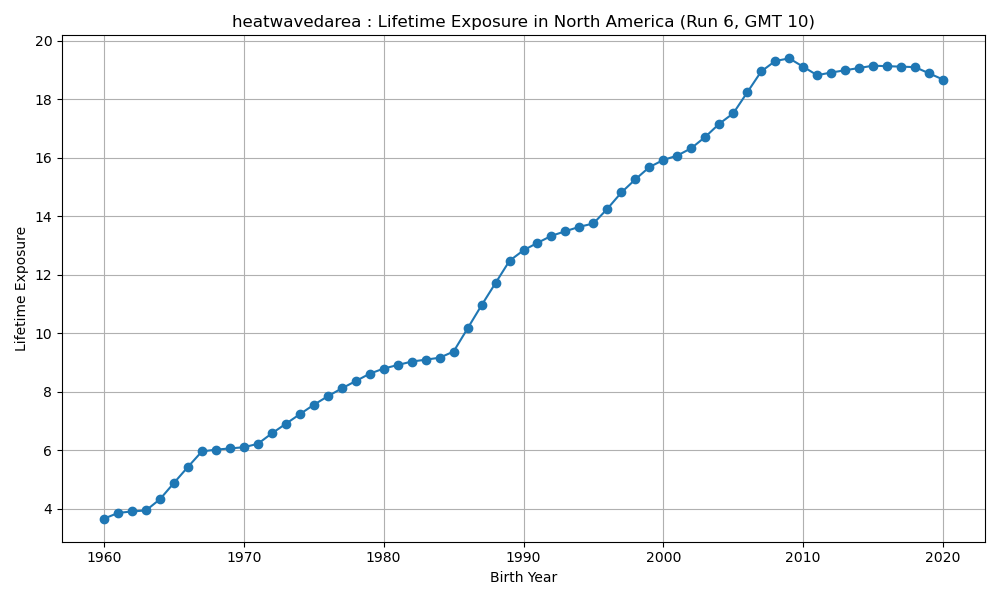 heatwavedarea : Lifetime Exposure in North America (Run 6, GMT 10)
20
18
16
14
12
10
8
6
4
Lifetime Exposure
1960 1970 1980 1990 2000 2010 2020
Birth Year